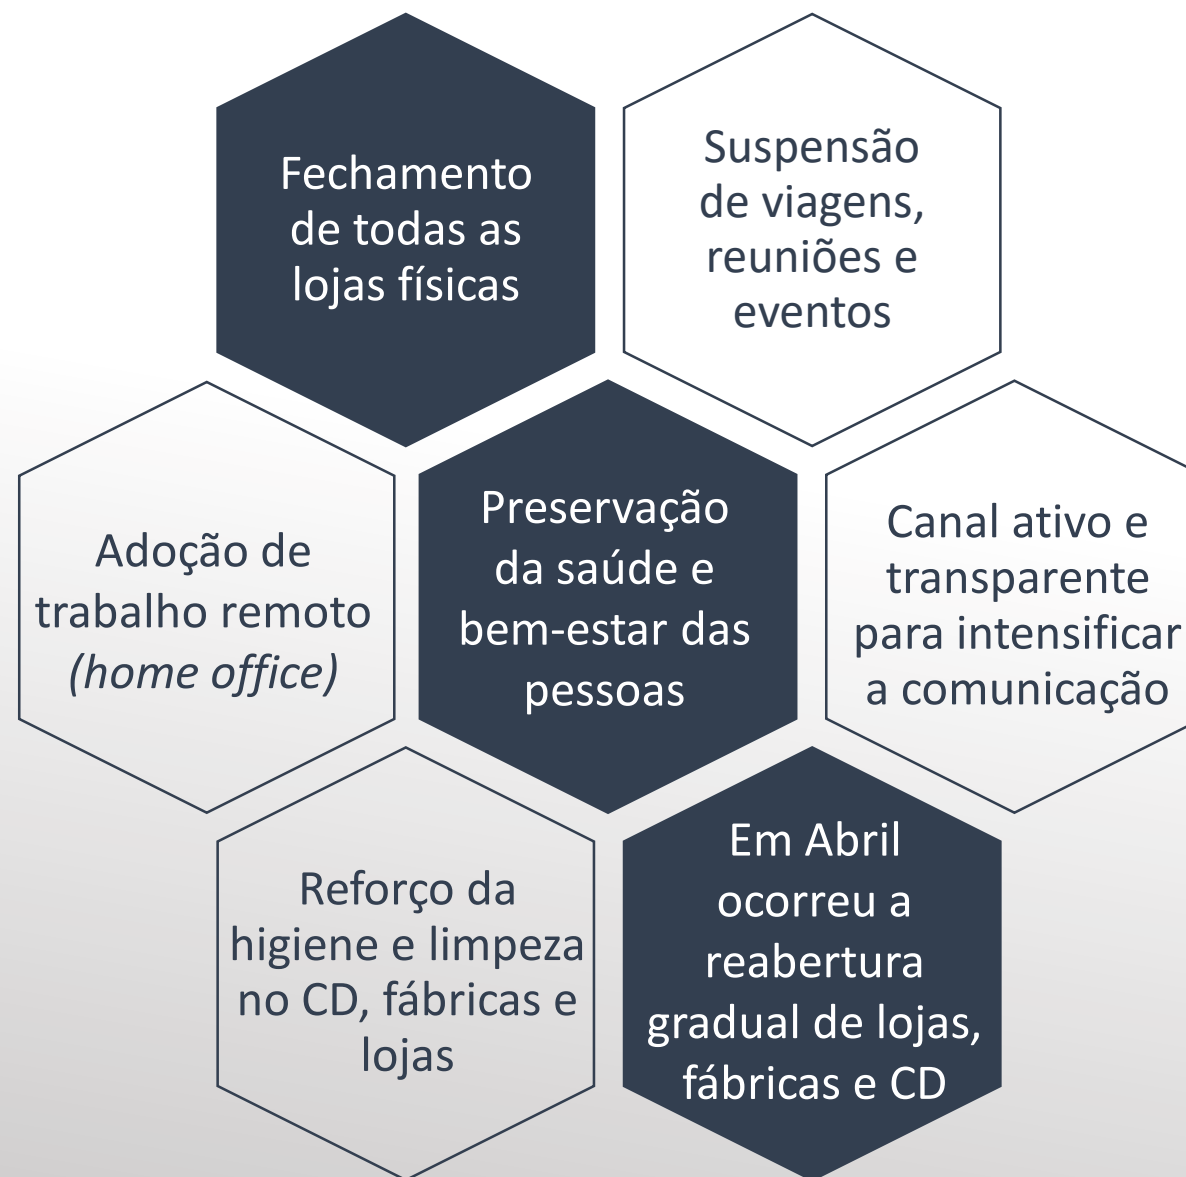 Fechamento
de todas as
lojas físicas
Suspensão
de viagens,
reuniões e
eventos
Adoção de
trabalho remoto
(home office)
Preservação
da saúde e
bem-estar das
pessoas
Canal ativo e
transparente
para intensificar
a comunicação
Reforço da
higiene e limpeza
no CD, fábricas e
lojas
Em Abril
ocorreu a
reabertura
gradual de lojas,
fábricas e CD